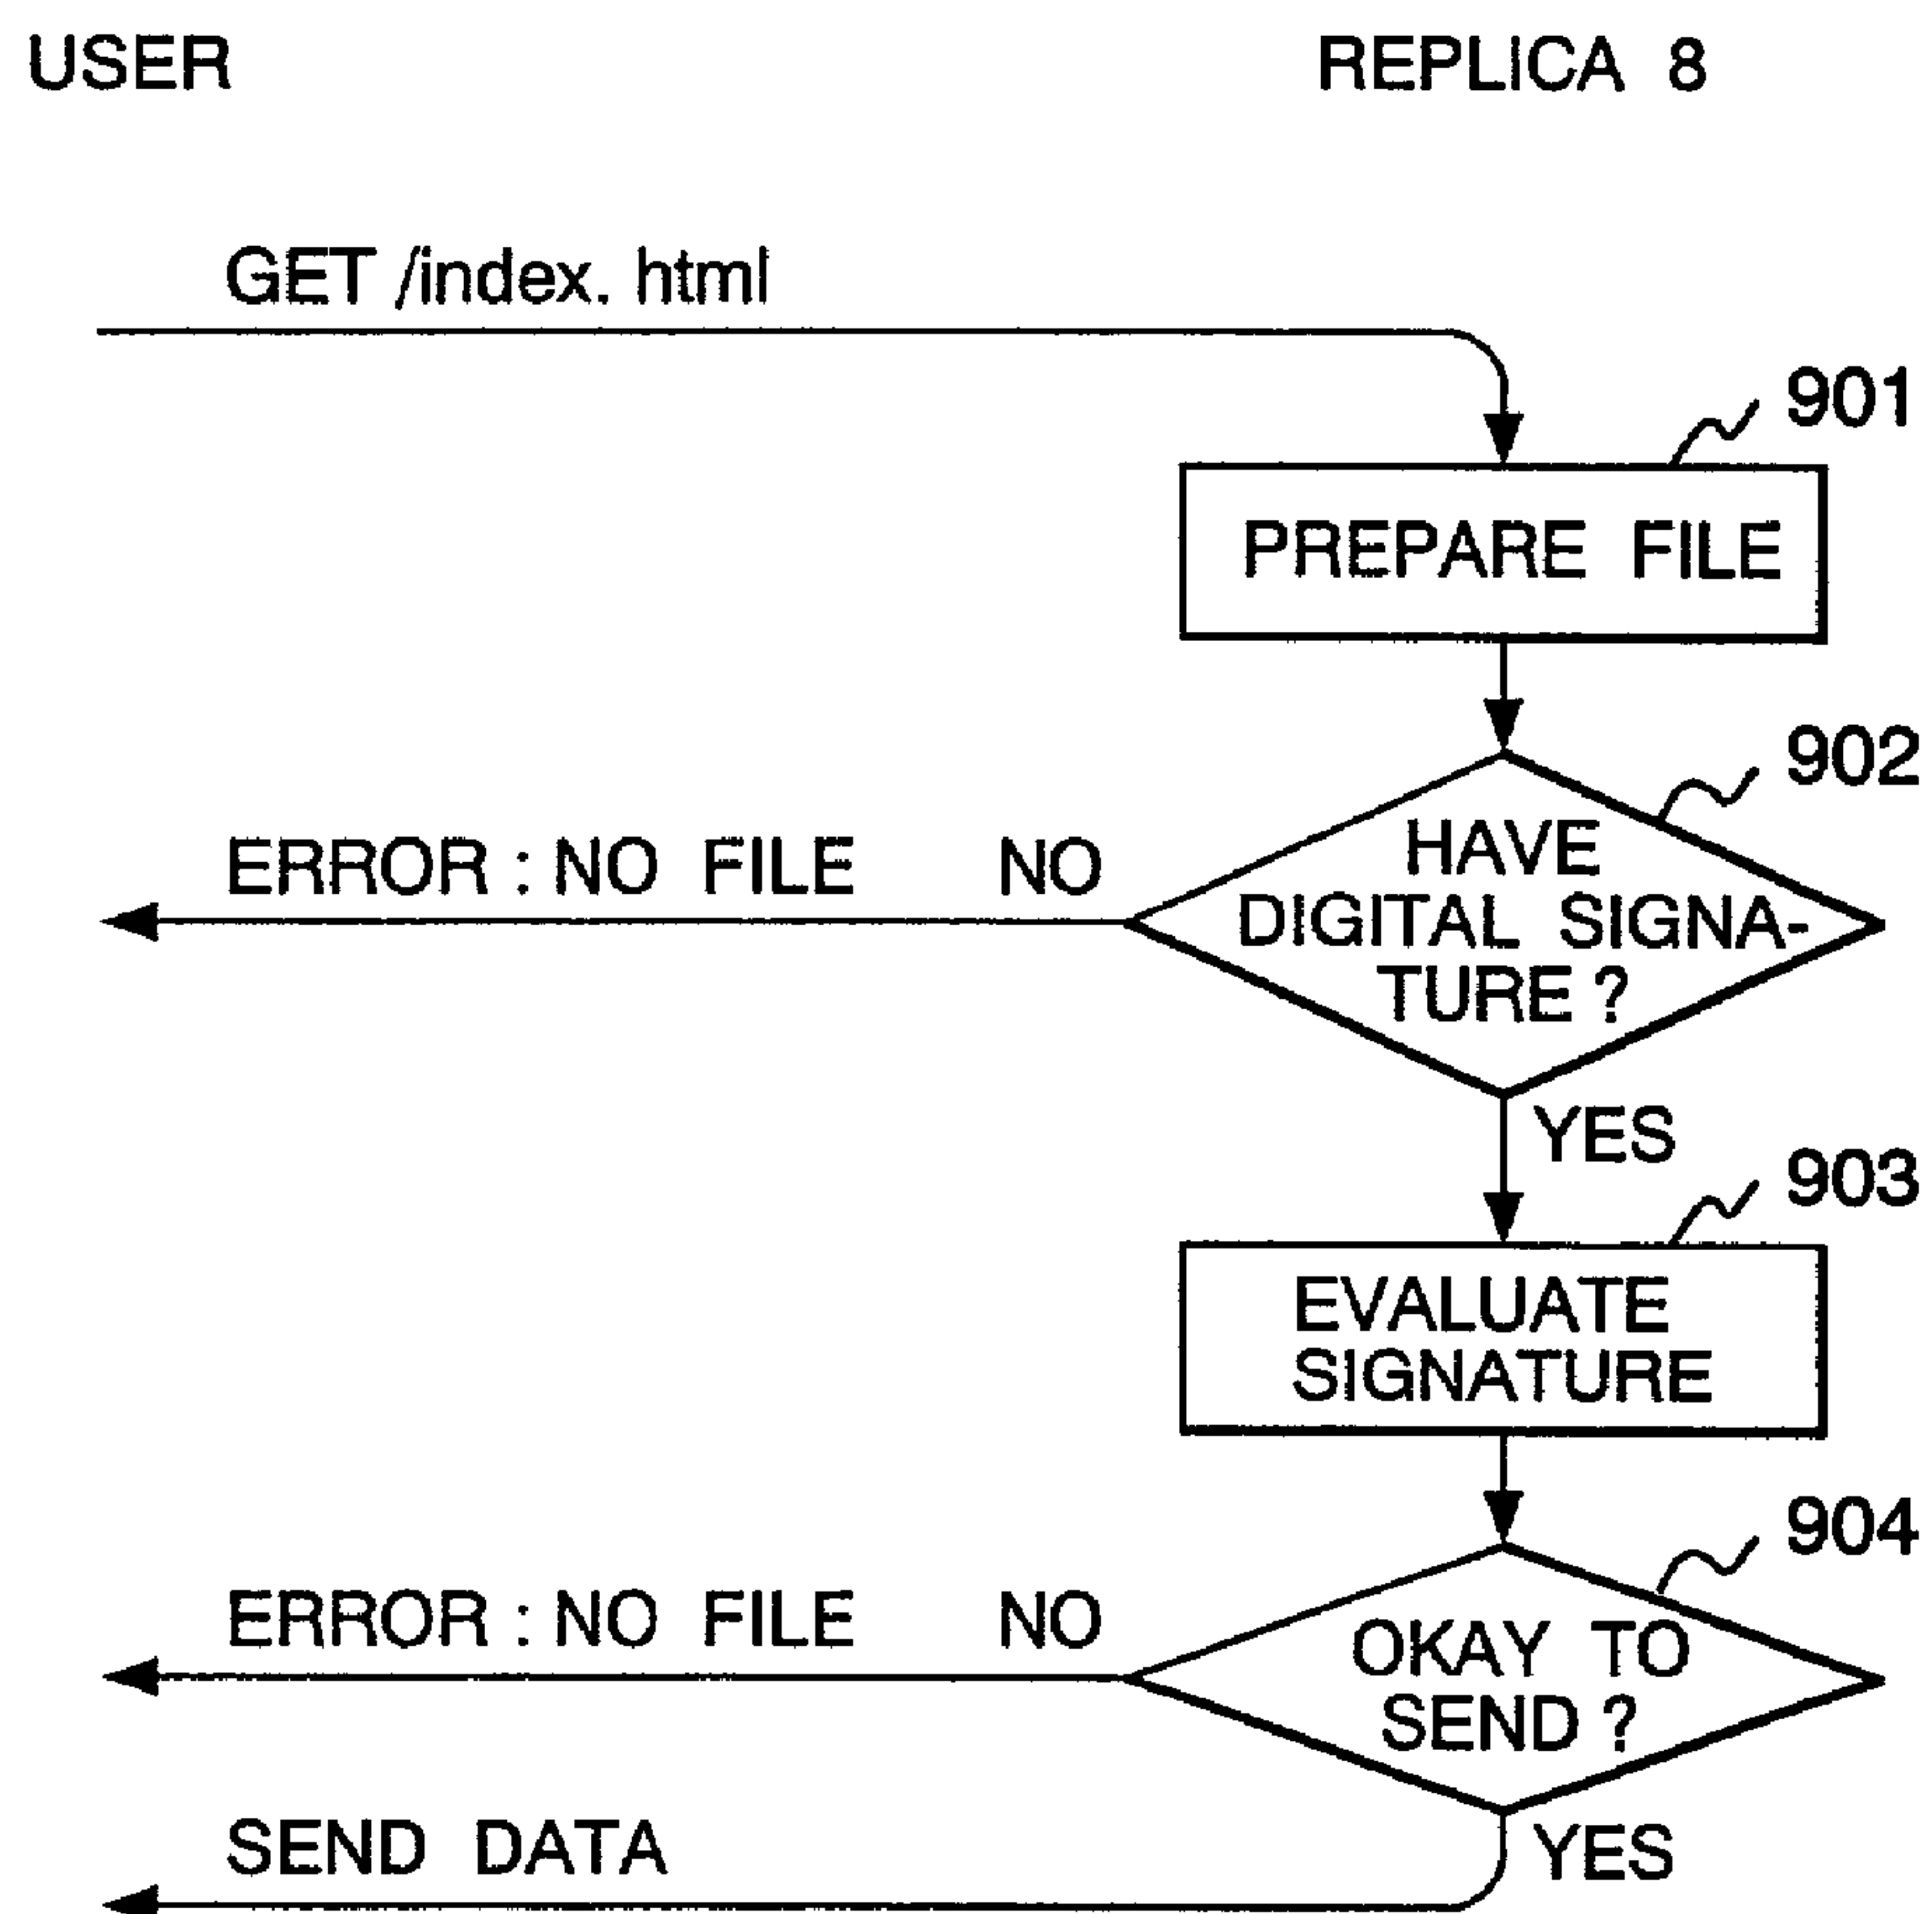 USER
REPLICA 8
GET /index. html
901
PREPARE FILE
902
HAVE
DIGITAL SIGNA-
TURE ?
ERROR : NO FILE
NO
YES
903
EVALUATE
SIGNATURE
904
OKAY TO
SEND ?
ERROR : NO FILE
NO
YES
SEND DATA